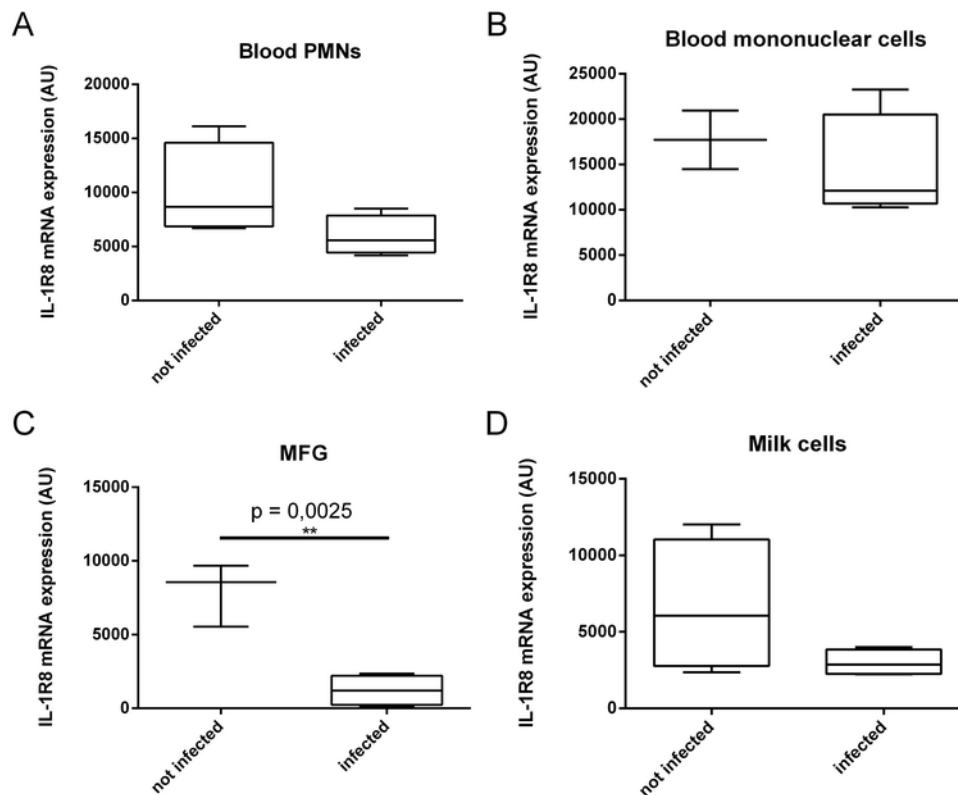 A
Blood PMNs
IL-1R8 mRNA expression (AU)
20000
15000
10000
5000
0
not infected
infected
B
Blood mononuclear cells
IL-1R8 mRNA expression (AU)
25000
20000
15000
10000
5000
0
not infected
infected
C
MFG
IL-1R8 mRNA expression (AU)
15000
10000
5000
0
p = 0,0025
**
not infected
infected
D
Milk cells
IL-1R8 mRNA expression (AU)
15000
10000
5000
0
not infected
infected